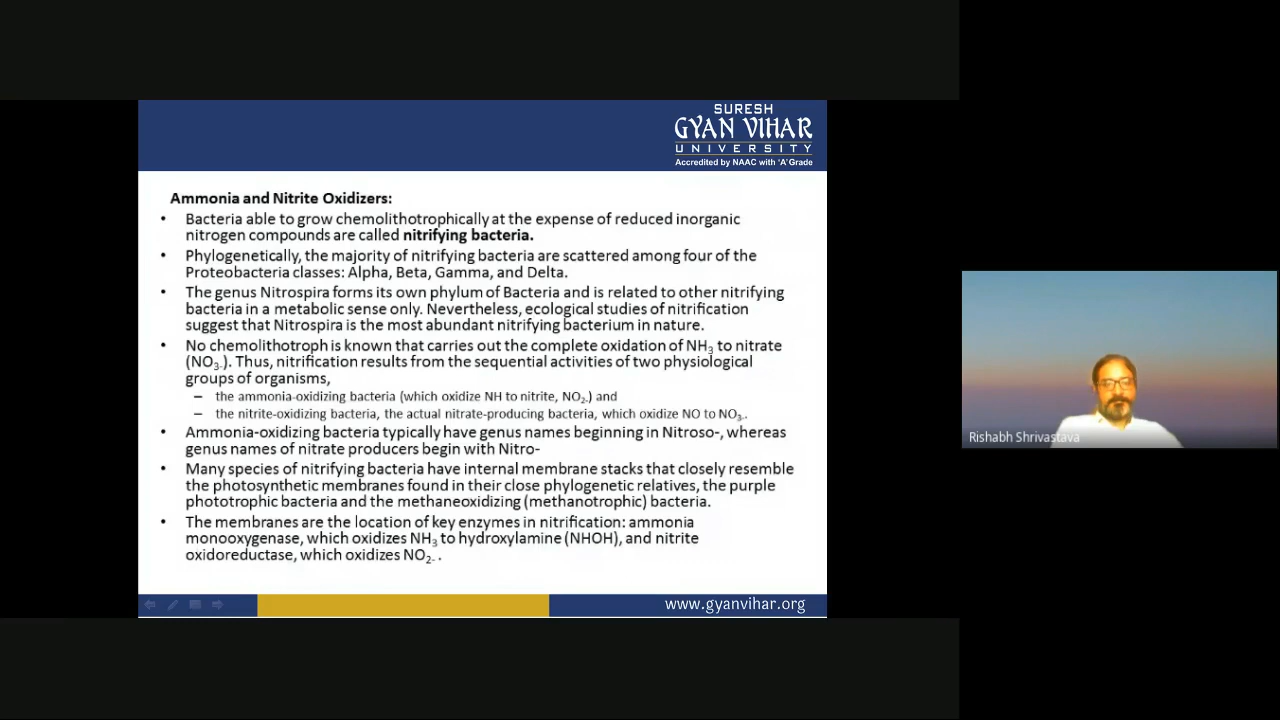 SURESH
GYAN VIHAR
UNIVERSITY
Accredited by NAAC with 'A' Grade
Ammonia and Nitrite Oxidizers:
• Bacteria able to grow chemolithotrophically at the expense of reduced inorganic
nitrogen compounds are called nitrifying bacteria.
• Phylogenetically, the majority of nitrifying bacteria are scattered among four of the
Proteobacteria classes: Alpha, Beta, Gamma, and Delta.
• The genus Nitrospira forms its own phylum of Bacteria and is related to other nitrifying
bacteria in a metabolic sense only. Nevertheless, ecological studies of nitrification
suggest that Nitrospira is the most abundant nitrifying bacterium in nature.
• No chemolithotroph is known that carries out the complete oxidation of NH₃ to nitrate
(NO₃₋). Thus, nitrification results from the sequential activities of two physiological
groups of organisms,
– the ammonia-oxidizing bacteria (which oxidize NH to nitrite, NO₂₋) and
– the nitrite-oxidizing bacteria, the actual nitrate-producing bacteria, which oxidize NO to NO₃₋.
• Ammonia-oxidizing bacteria typically have genus names beginning in Nitroso-, whereas
genus names of nitrate producers begin with Nitro-
• Many species of nitrifying bacteria have internal membrane stacks that closely resemble
the photosynthetic membranes found in their close phylogenetic relatives, the purple
phototrophic bacteria and the methaneoxidizing (methanotrophic) bacteria.
• The membranes are the location of key enzymes in nitrification: ammonia
monooxygenase, which oxidizes NH₃ to hydroxylamine (NHOH), and nitrite
oxidoreductase, which oxidizes NO₂₋ .
www.gyanvihar.org
Rishabh Shrivastava